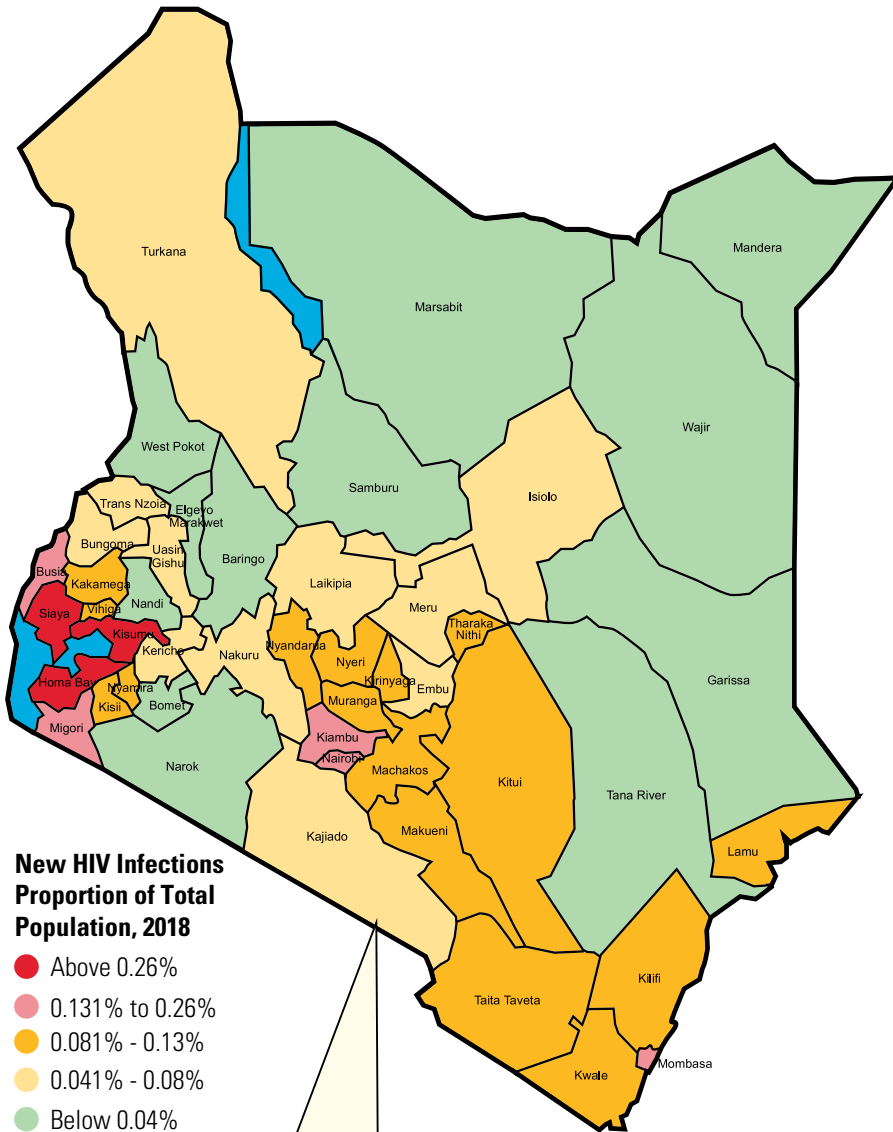 Turkana
Mandera
Marsabit
Wajir
West Pokot
Samburu
Isiolo
Trans Nzoia
Elgeyo
Marakwet
Bungoma
Uasin
Gishu
Baringo
Busia
Kakamega
Laikipia
Meru
Nandi
Vihiga
Siaya
Tharaka
Nithi
Kisumu
Kericho
Nyandarua
Nyeri
Nakuru
Garissa
Homa Bay
Nyamira
Kirinyaga
Embu
Kisii
Bomet
Muranga
Migori
Kiambu
Nairobi
Narok
Machakos
Kitui
Tana River
Kajiado
Makueni
Lamu
New HIV Infections
Proportion of Total
Population, 2018
Above 0.26%
0.131% to 0.26%
0.081% - 0.13%
0.041% - 0.08%
Below 0.04%
Kilifi
Taita Taveta
Kwale
Mombasa